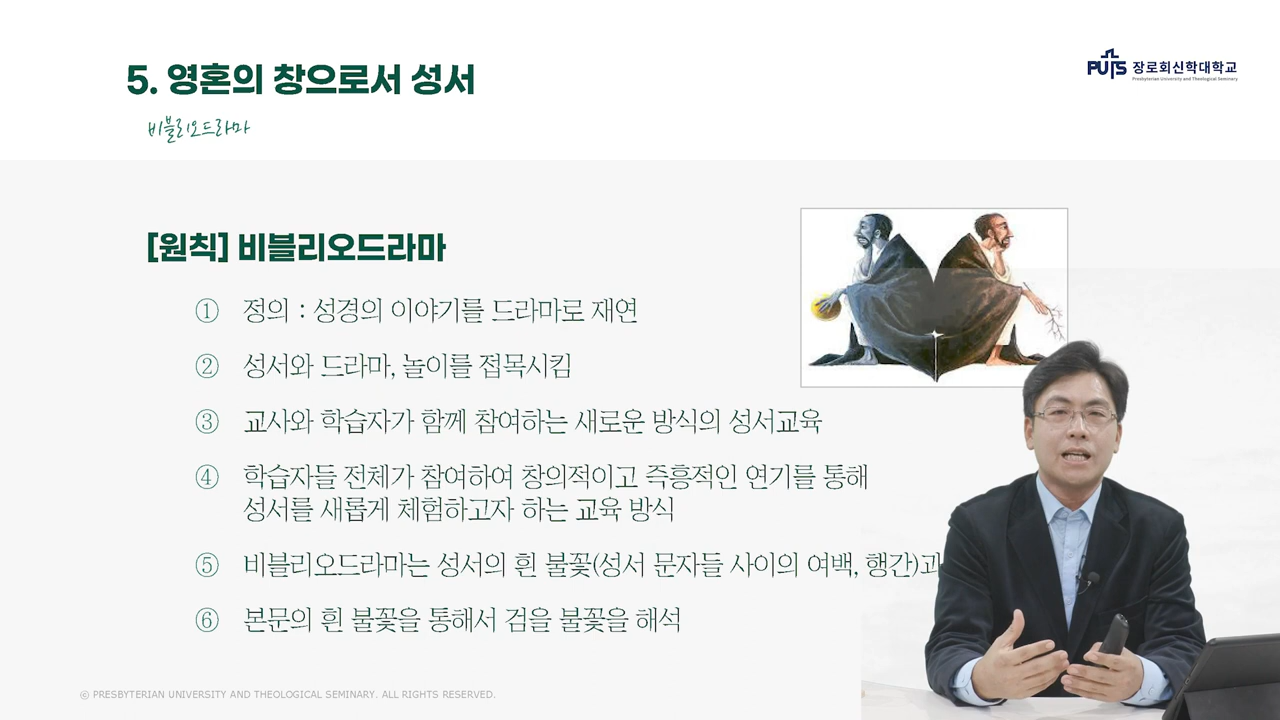 5. 영혼의 창으로서 성서
비블리오드라마
PUTS 장로회신학대학교
Presbyterian University and Theological Seminary
[원칙] 비블리오드라마
① 정의 : 성경의 이야기를 드라마로 재연
② 성서와 드라마, 놀이를 접목시킴
③ 교사와 학습자가 함께 참여하는 새로운 방식의 성서교육
④ 학습자들 전체가 참여하여 창의적이고 즉흥적인 연기를 통해
성서를 새롭게 체험하고자 하는 교육 방식
⑤ 비블리오드라마는 성서의 흰 불꽃(성서 문자들 사이의 여백, 행간)과
⑥ 본문의 흰 불꽃을 통해서 검을 불꽃을 해석
© PRESBYTERIAN UNIVERSITY AND THEOLOGICAL SEMINARY. ALL RIGHTS RESERVED.